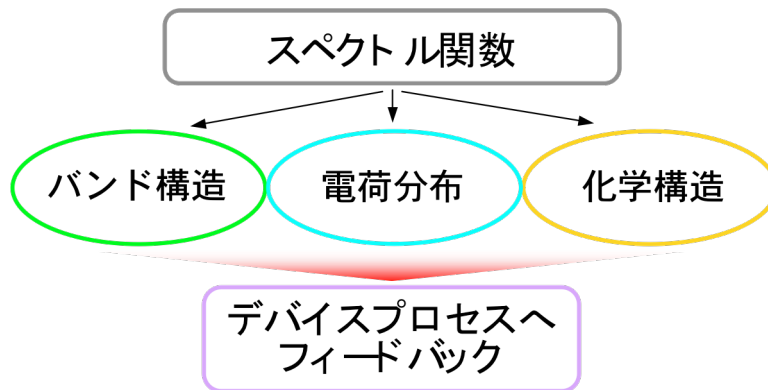 スペクトル関数
バンド構造
電荷分布
化学構造
デバイスプロセスへ
フィードバック